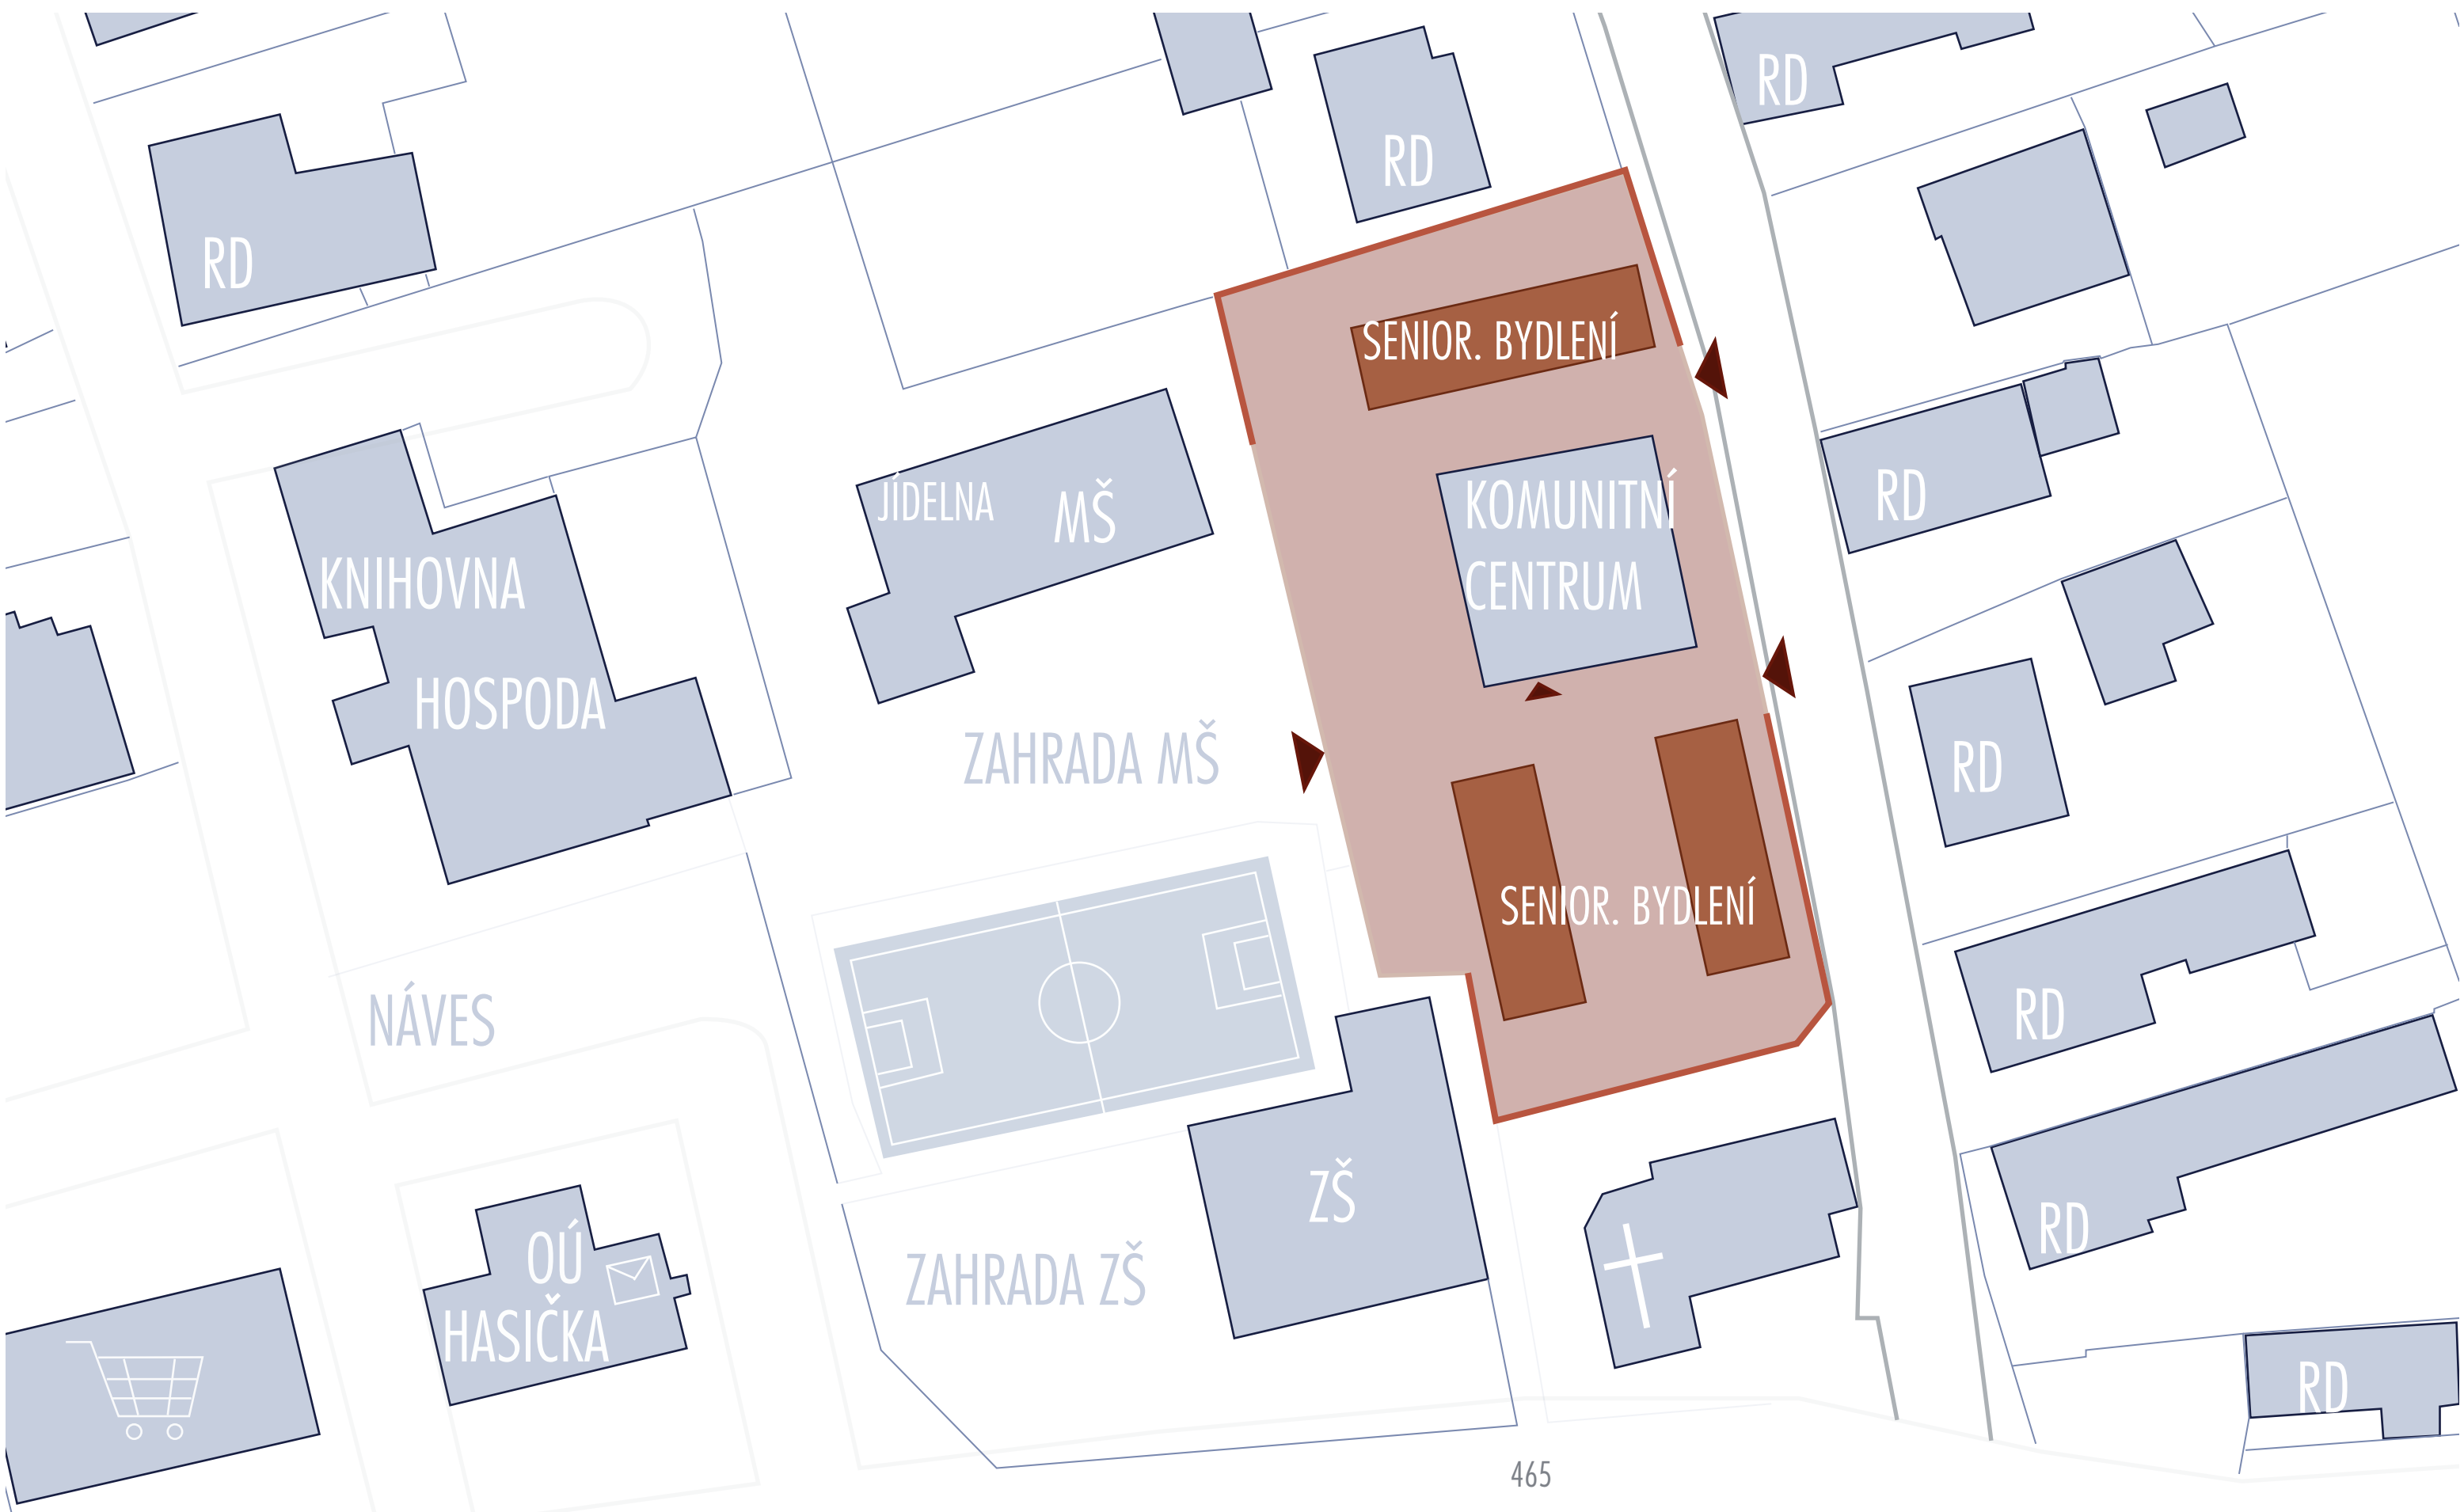 RD
RD
RD
SENIOR. BYDLENÍ
JÍDELNA
MŠ
KOMUNITNÍ
CENTRUM
RD
KNIHOVNA
HOSPODA
ZAHRADA MŠ
RD
SENIOR. BYDLENÍ
NÁVES
RD
ZŠ
RD
OÚ
HASIČKA
ZAHRADA ZŠ
RD
465